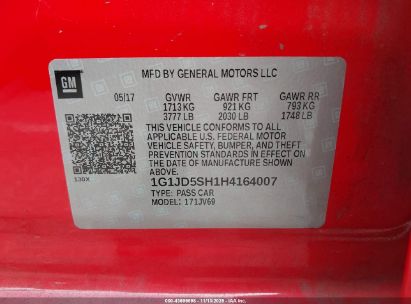 GM
MFD BY GENERAL MOTORS LLC
05/17 GVWR GAWR FRT GAWR RR
1713 KG 921 KG 793 KG
3777 LB 2030 LB 1748 LB
THIS VEHICLE CONFORMS TO ALL
APPLICABLE U.S. FEDERAL MOTOR
VEHICLE SAFETY, BUMPER, AND THEFT
PREVENTION STANDARDS IN EFFECT ON
THE DATE OF MANUFACTURE SHOWN
ABOVE.
130X
1G1JD5SH1H4164007
TYPE: PASS CAR
MODEL: 171JV69